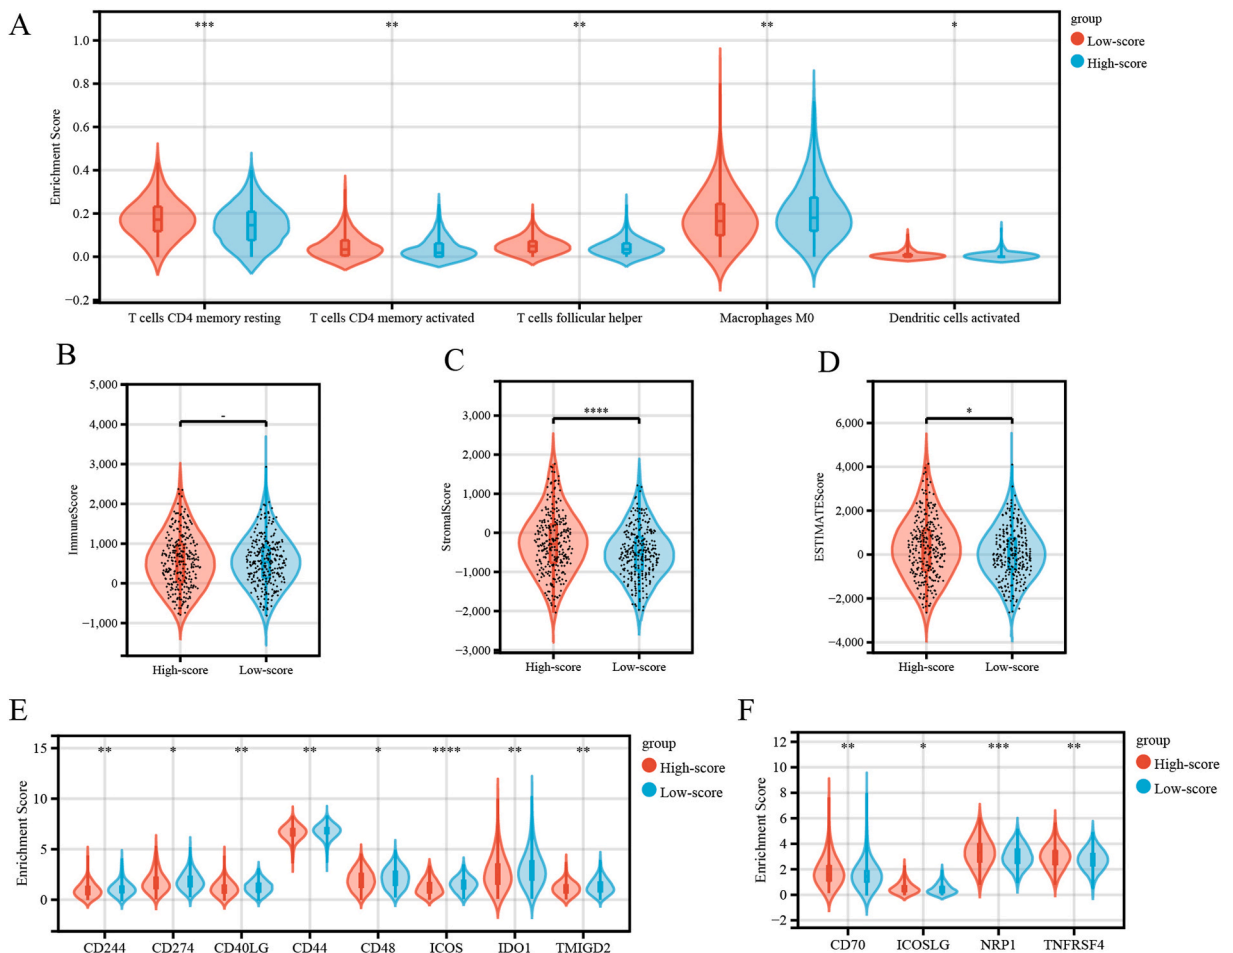 A
group
Low-score
High-score
*** ** ** ** *
Enrichment Score
1.0
0.8
0.6
0.4
0.2
0.0
−0.2
T cells CD4 memory resting T cells CD4 memory activated T cells follicular helper Macrophages M0 Dendritic cells activated
B
ImmuneScore
5,000
4,000
3,000
2,000
1,000
0
−1,000
-
High-score Low-score
C
StromalScore
3,000
2,000
1,000
0
−1,000
−2,000
−3,000
****
High-score Low-score
D
ESTIMATEScore
6,000
4,000
2,000
0
−2,000
−4,000
*
High-score Low-score
E
group
High-score
Low-score
** * ** ** * **** ** **
Enrichment Score
15
10
5
0
CD244 CD274 CD40LG CD44 CD48 ICOS IDO1 TMIGD2
F
group
High-score
Low-score
** * *** **
Enrichment Score
12
10
8
6
4
2
0
−2
CD70 ICOSLG NRP1 TNFRSF4